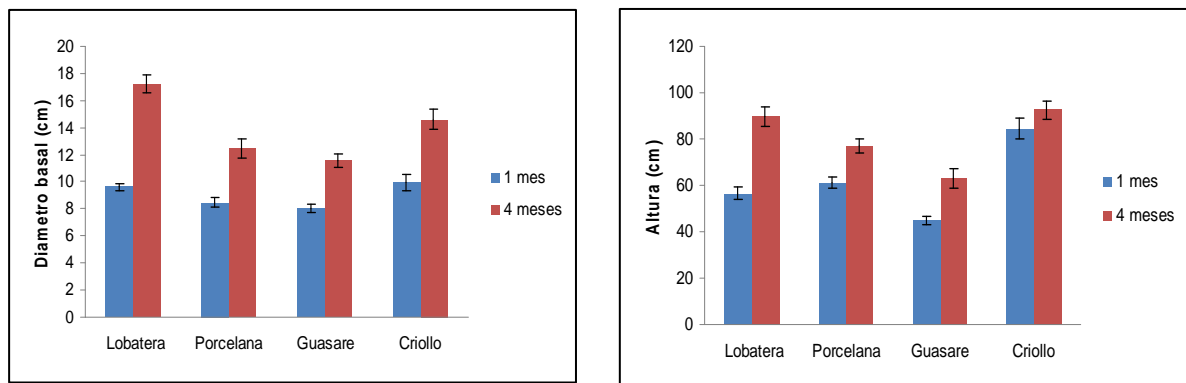 Diametro basal (cm)
20
18
16
14
12
10
8
6
4
2
0
Lobatera Porcelana Guasare Criollo
1 mes
4 meses
Altura (cm)
120
100
80
60
40
20
0
Lobatera Porcelana Guasare Criollo
1 mes
4 meses